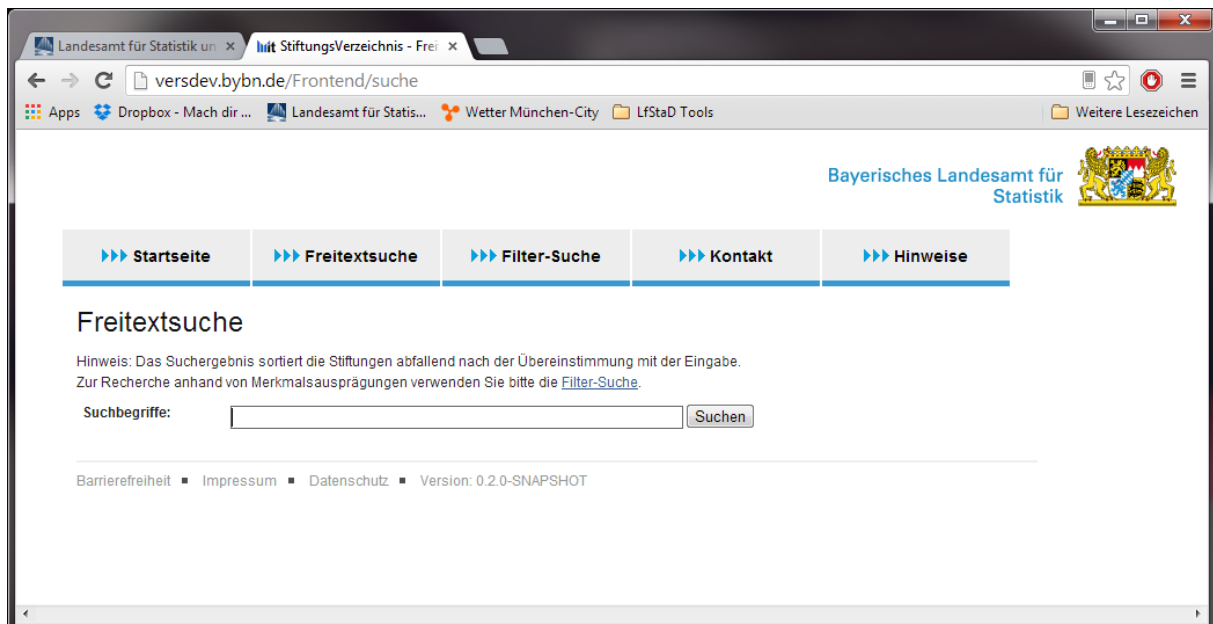 Landesamt für Statistik un
StiftungsVerzeichnis - Frei
versdev.bybn.de/Frontend/suche
Apps Dropbox - Mach dir ... Landesamt für Statis... Wetter München-City LfStaD Tools Weitere Lesezeichen
Bayerisches Landesamt für
Statistik
Startseite Freitextsuche Filter-Suche Kontakt Hinweise
Freitextsuche
Hinweis: Das Suchergebnis sortiert die Stiftungen abfallend nach der Übereinstimmung mit der Eingabe.
Zur Recherche anhand von Merkmalsausprägungen verwenden Sie bitte die Filter-Suche.
Suchbegriffe: Suchen
Barrierefreiheit ▪ Impressum ▪ Datenschutz ▪ Version: 0.2.0-SNAPSHOT